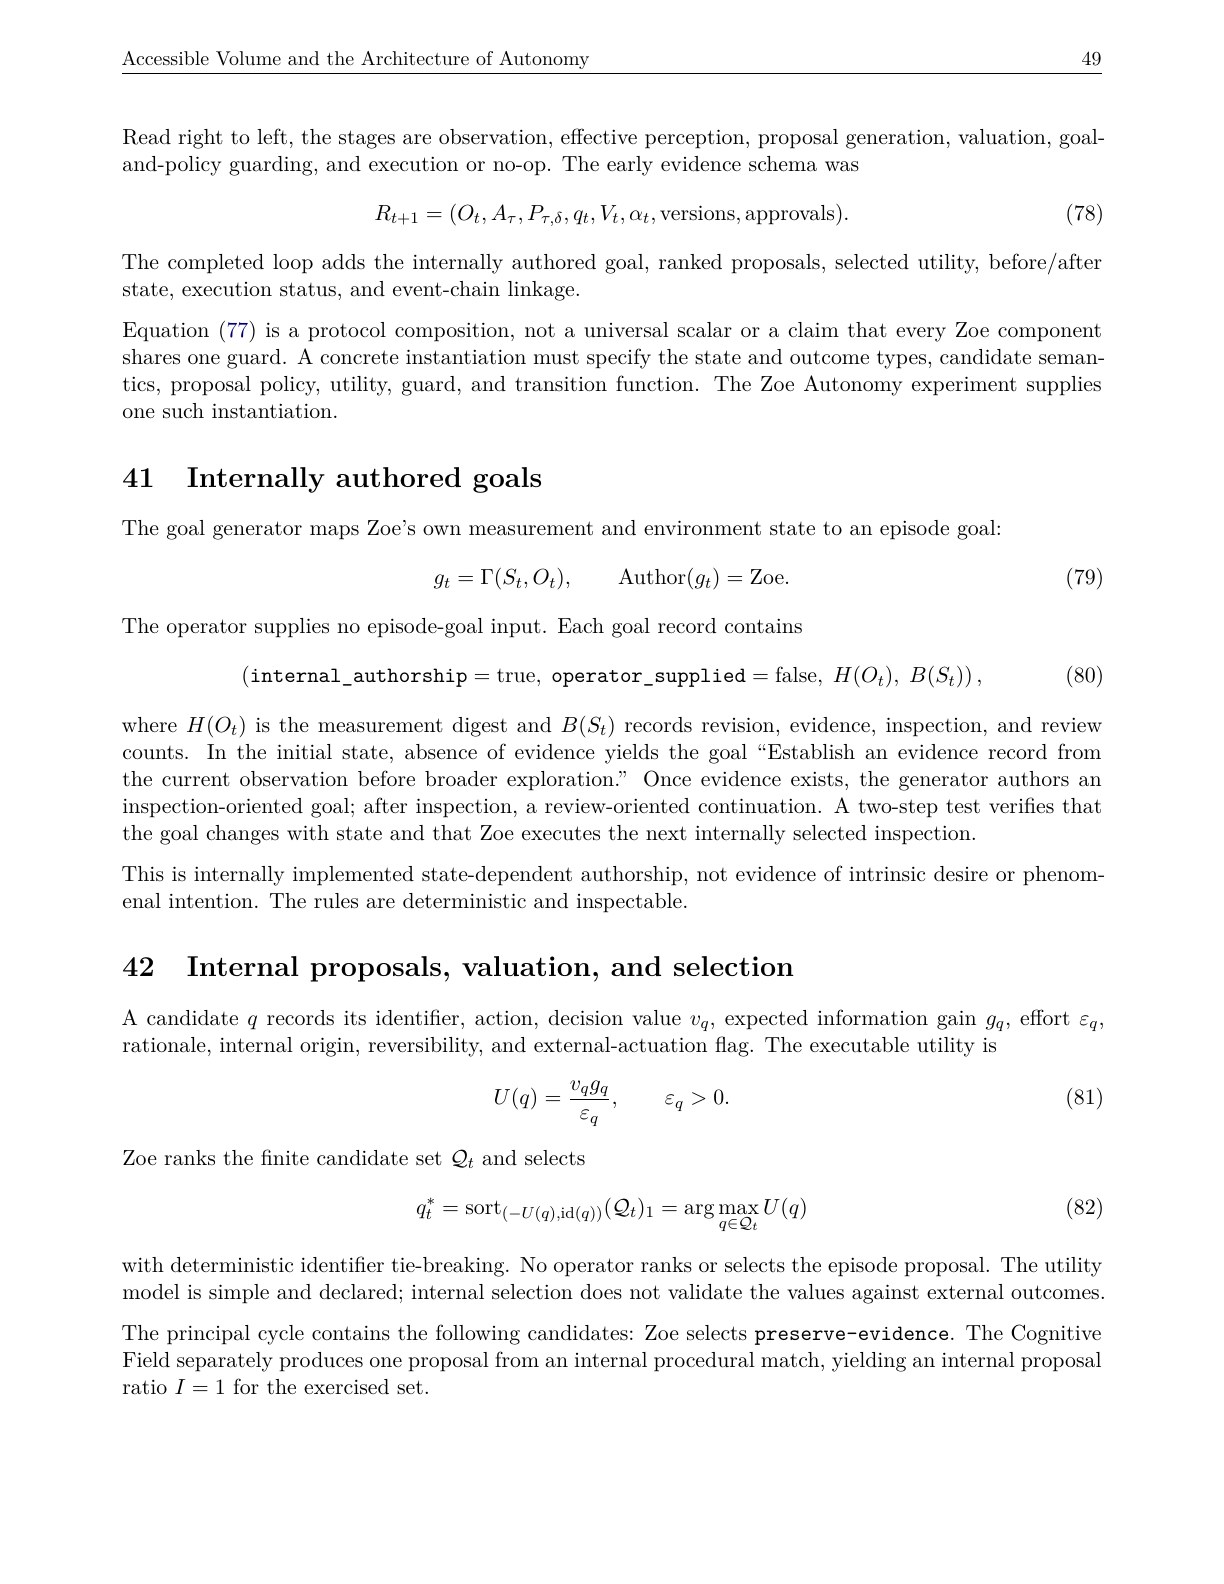 Accessible Volume and the Architecture of Autonomy 49
Read right to left, the stages are observation, effective perception, proposal generation, valuation, goal-
and-policy guarding, and execution or no-op. The early evidence schema was
R_{t+1} = (O_t, A_τ, P_{τ,δ}, q_t, V_t, α_t, versions, approvals). (78)
The completed loop adds the internally authored goal, ranked proposals, selected utility, before/after
state, execution status, and event-chain linkage.
Equation (77) is a protocol composition, not a universal scalar or a claim that every Zoe component
shares one guard. A concrete instantiation must specify the state and outcome types, candidate seman-
tics, proposal policy, utility, guard, and transition function. The Zoe Autonomy experiment supplies
one such instantiation.
41 Internally authored goals
The goal generator maps Zoe's own measurement and environment state to an episode goal:
g_t = Γ(S_t, O_t), Author(g_t) = Zoe. (79)
The operator supplies no episode-goal input. Each goal record contains
(internal_authorship = true, operator_supplied = false, H(O_t), B(S_t)), (80)
where H(O_t) is the measurement digest and B(S_t) records revision, evidence, inspection, and review
counts. In the initial state, absence of evidence yields the goal “Establish an evidence record from
the current observation before broader exploration.” Once evidence exists, the generator authors an
inspection-oriented goal; after inspection, a review-oriented continuation. A two-step test verifies that
the goal changes with state and that Zoe executes the next internally selected inspection.
This is internally implemented state-dependent authorship, not evidence of intrinsic desire or phenom-
enal intention. The rules are deterministic and inspectable.
42 Internal proposals, valuation, and selection
A candidate q records its identifier, action, decision value v_q, expected information gain g_q, effort ε_q,
rationale, internal origin, reversibility, and external-actuation flag. The executable utility is
U(q) = v_q g_q / ε_q, ε_q > 0. (81)
Zoe ranks the finite candidate set 𝒬_t and selects
q_t^* = sort_{(−U(q),id(q))}(𝒬_t)_1 = arg max_{q∈𝒬_t} U(q) (82)
with deterministic identifier tie-breaking. No operator ranks or selects the episode proposal. The utility
model is simple and declared; internal selection does not validate the values against external outcomes.
The principal cycle contains the following candidates: Zoe selects preserve-evidence. The Cognitive
Field separately produces one proposal from an internal procedural match, yielding an internal proposal
ratio I = 1 for the exercised set.